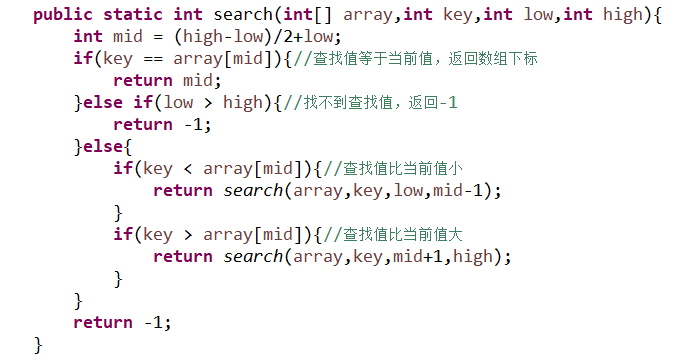 public static int search(int[] array,int key,int low,int high){
    int mid = (high-low)/2+low;
    if(key == array[mid]){//查找值等于当前值，返回数组下标
        return mid;
    }else if(low > high){//找不到查找值，返回-1
        return -1;
    }else{
        if(key < array[mid]){//查找值比当前值小
            return search(array,key,low,mid-1);
        }
        if(key > array[mid]){//查找值比当前值大
            return search(array,key,mid+1,high);
        }
    }
    return -1;
}